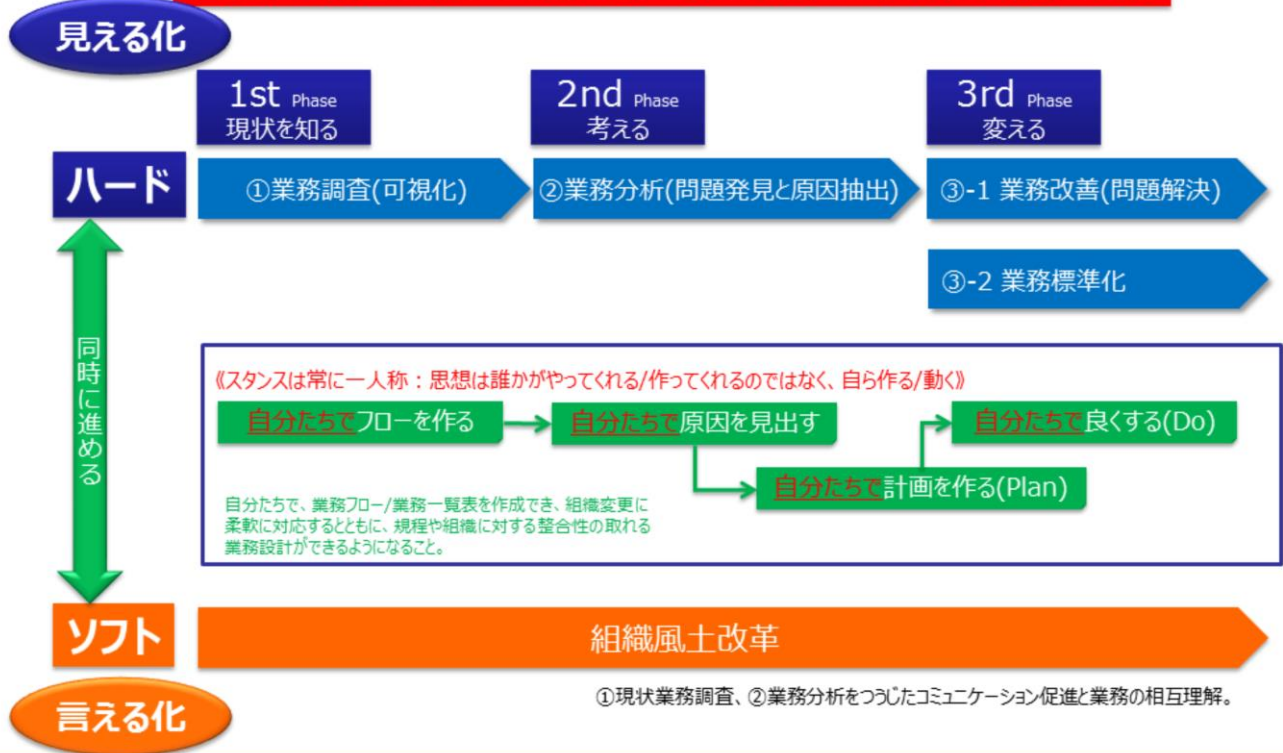 見える化
1st Phase
現状を知る
2nd Phase
考える
3rd Phase
変える
ハード
①業務調査(可視化)
②業務分析(問題発見と原因抽出)
③-1 業務改善(問題解決)
③-2 業務標準化
同時に進める
《スタンスは常に一人称：思想は誰かがやってくれる/作ってくれるのではなく、自ら作る/動く》
自分たちでフローを作る
自分たちで原因を見出す
自分たちで良くする(Do)
自分たちで計画を作る(Plan)
自分たちで、業務フロー/業務一覧表を作成でき、組織変更に
柔軟に対応するとともに、規程や組織に対する整合性の取れる
業務設計ができるようになること。
ソフト
組織風土改革
①現状業務調査、②業務分析をつうじたコミュニケーション促進と業務の相互理解。
言える化